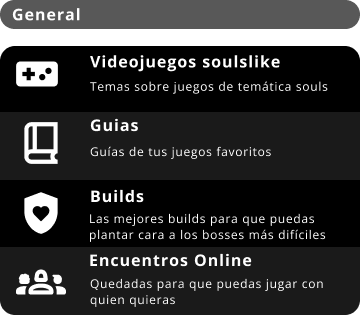 General
Videojuegos soulslike
Temas sobre juegos de temática souls
Guias
Guías de tus juegos favoritos
Builds
Las mejores builds para que puedas
plantar cara a los bosses más difíciles
Encuentros Online
Quedadas para que puedas jugar con
quien quieras